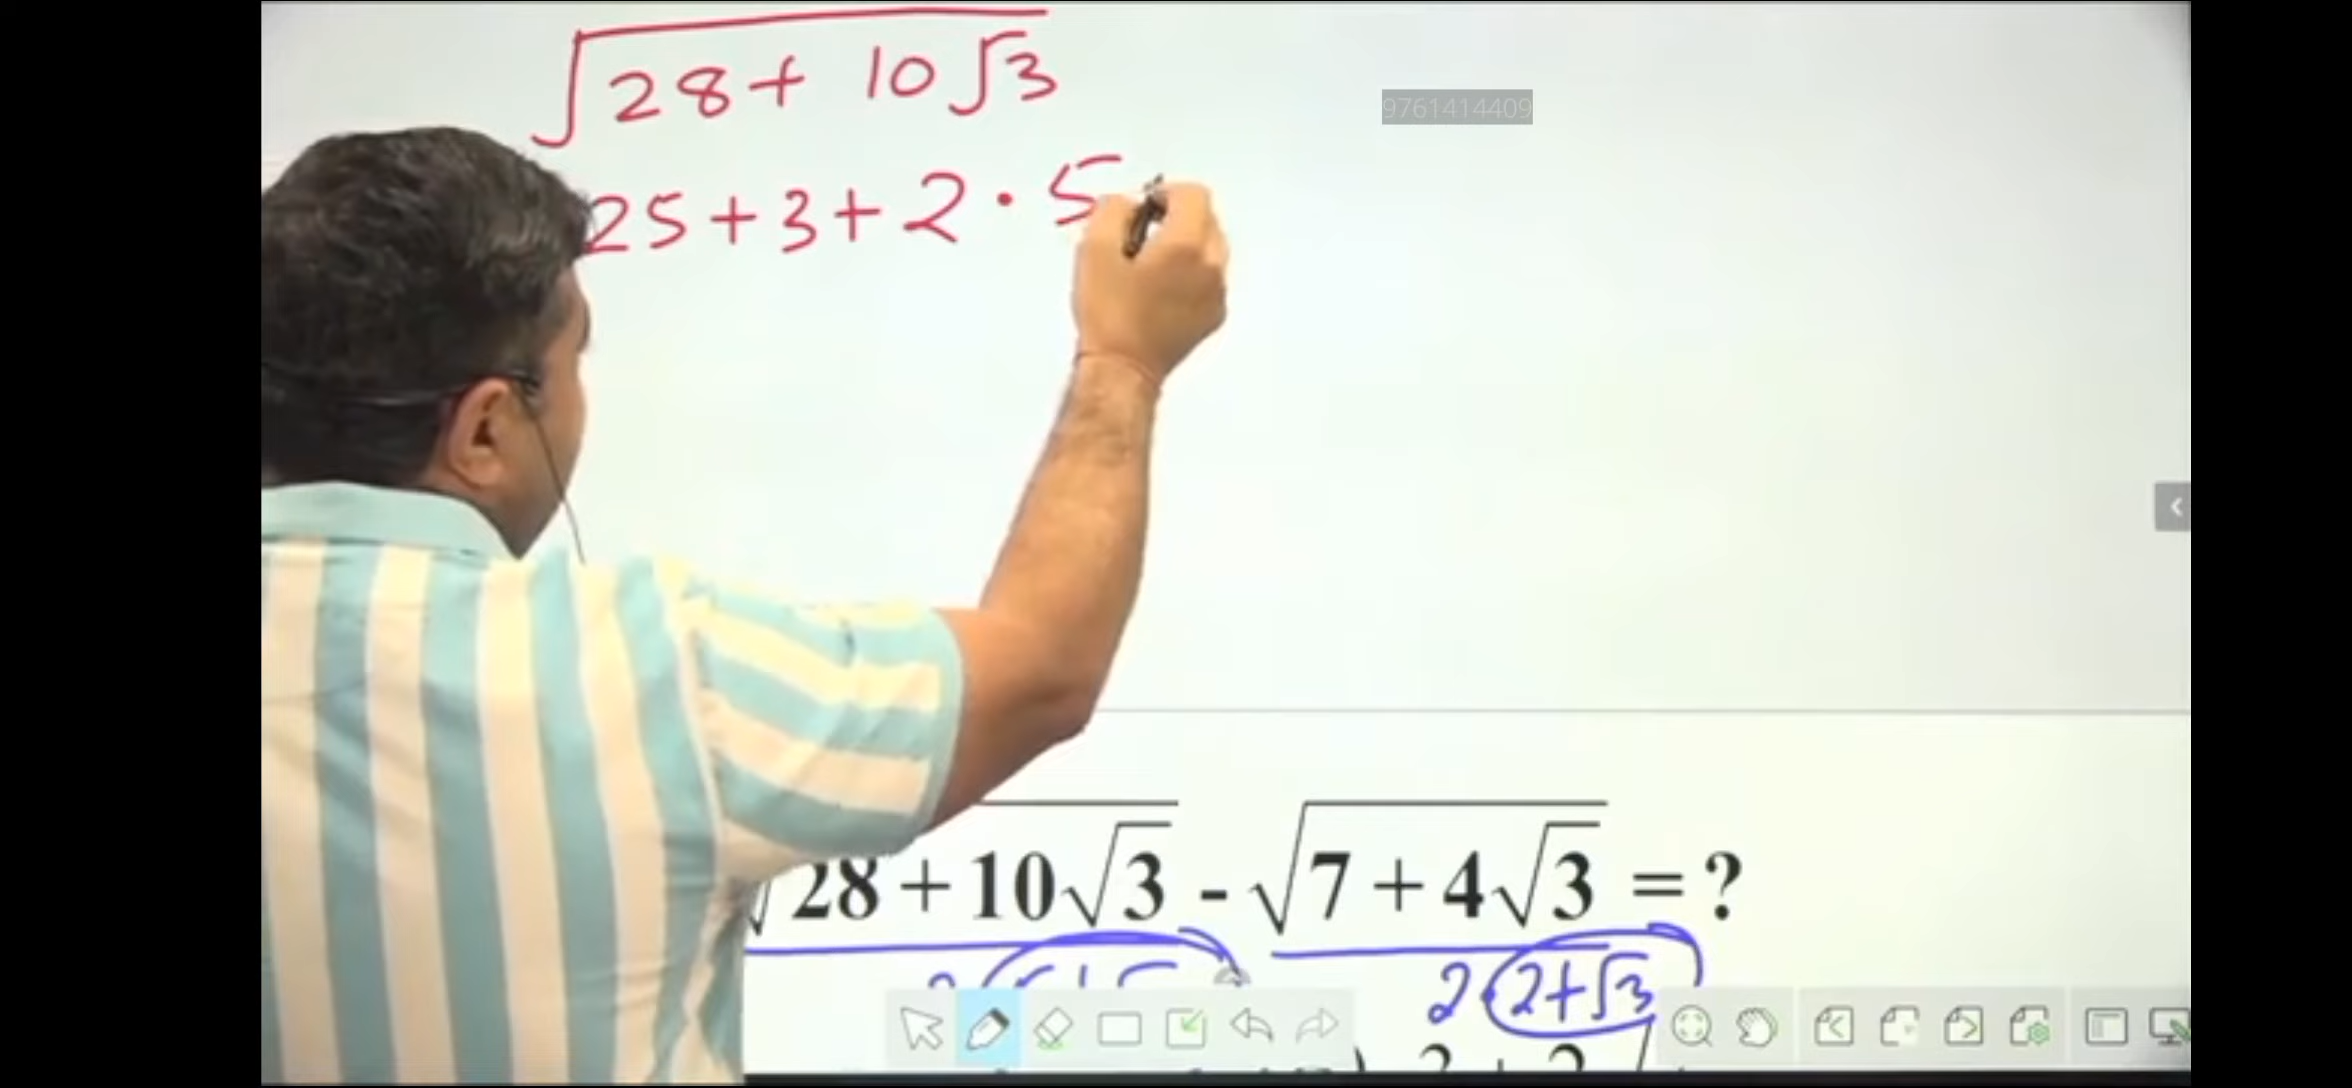 √28 + 10√3
9761414409
25 + 3 + 2 · 5
√28 + 10√3 - √7 + 4√3 = ?
2 (2+√3